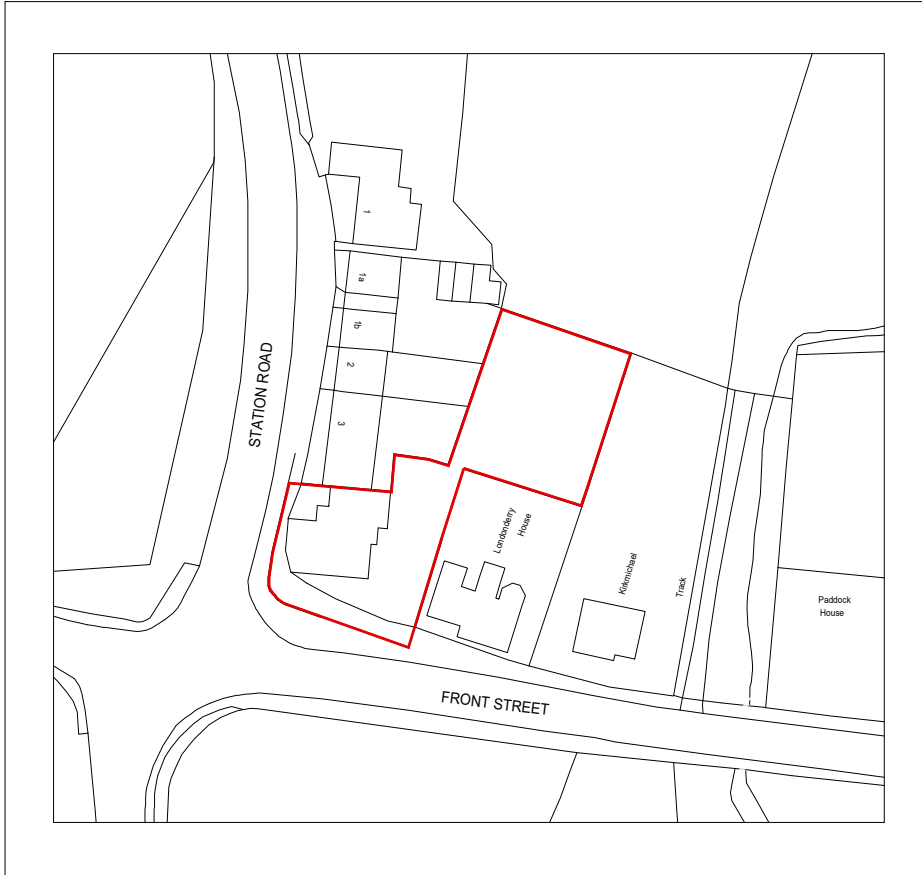 1
1a
1b
2
3
STATION ROAD
Londonderry
House
Kirkmichael
Track
Paddock
House
FRONT STREET